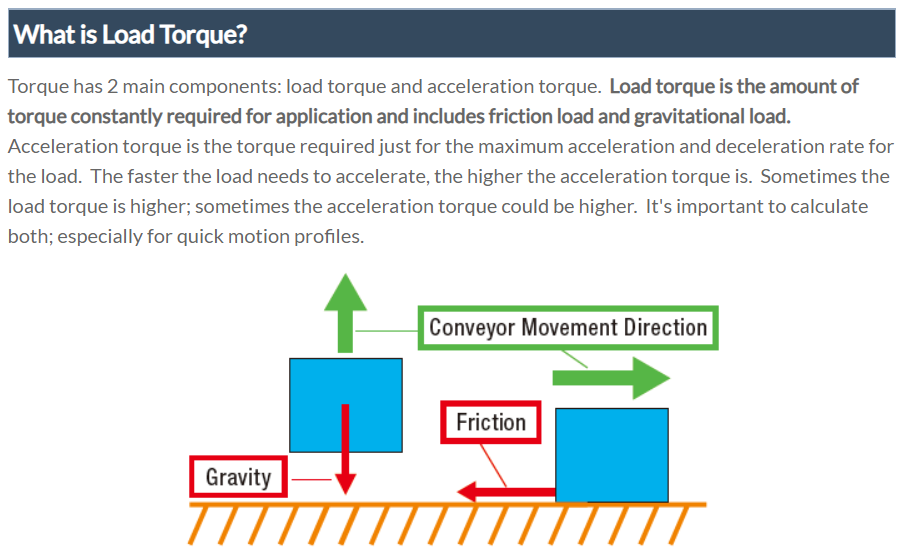 What is Load Torque?
Torque has 2 main components: load torque and acceleration torque.  Load torque is the amount of
torque constantly required for application and includes friction load and gravitational load.
Acceleration torque is the torque required just for the maximum acceleration and deceleration rate for
the load.  The faster the load needs to accelerate, the higher the acceleration torque is.  Sometimes the
load torque is higher; sometimes the acceleration torque could be higher.  It's important to calculate
both; especially for quick motion profiles.
Conveyor Movement Direction
Friction
Gravity